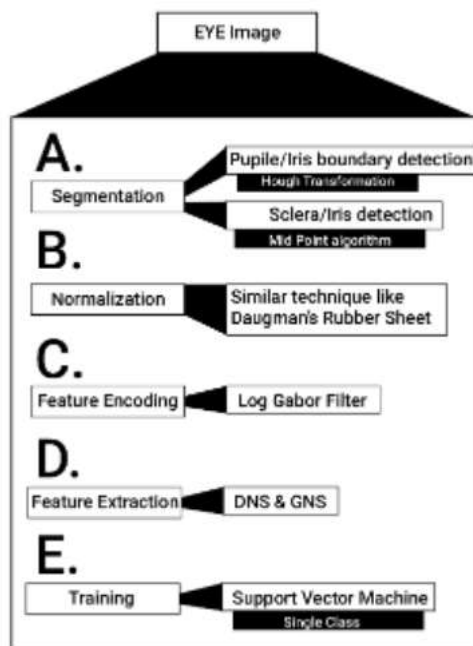 EYE Image
A.
Segmentation
Pupile/Iris boundary detection
Hough Transformation
Sclera/Iris detection
Mid Point algorithm
B.
Normalization
Similar technique like
Daugman's Rubber Sheet
C.
Feature Encoding
Log Gabor Filter
D.
Feature Extraction
DNS & GNS
E.
Training
Support Vector Machine
Single Class